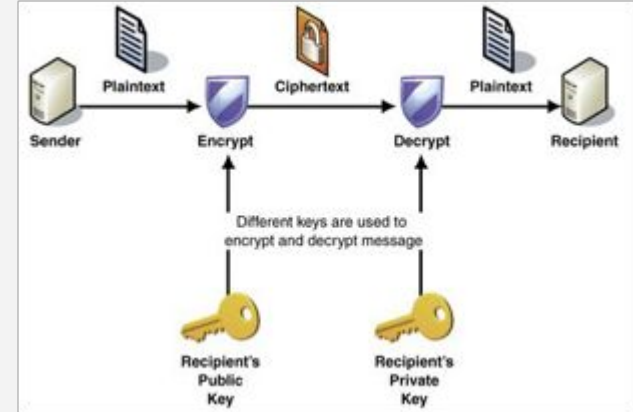 Plaintext
Ciphertext
Plaintext
Sender
Encrypt
Decrypt
Recipient
Different keys are used to
encrypt and decrypt message
Recipient's
Public
Key
Recipient's
Private
Key